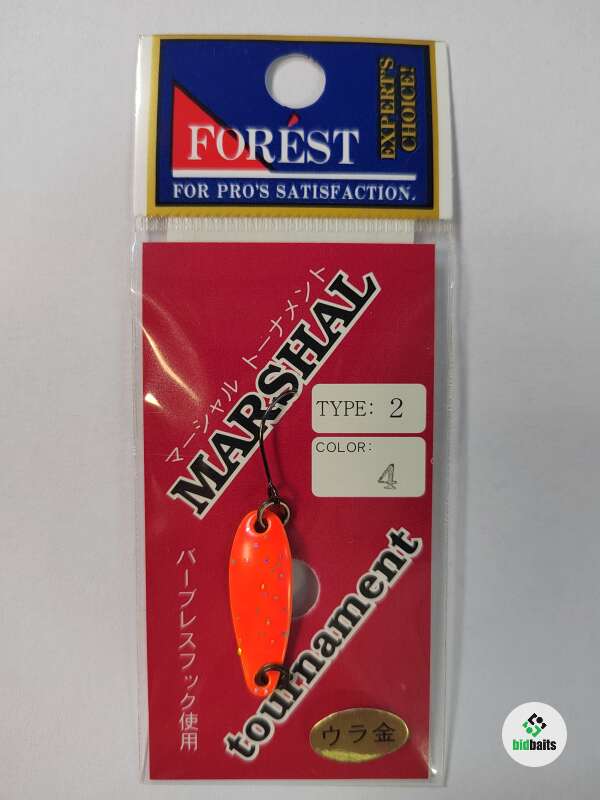 FORÉST
EXPERT'S
CHOICE!
FOR PRO'S SATISFACTION.
マーシャル トーナメント
MARSHAL
TYPE: 2
COLOR:
4
バーブレスフック使用
tournament
ウラ金
bidbaits